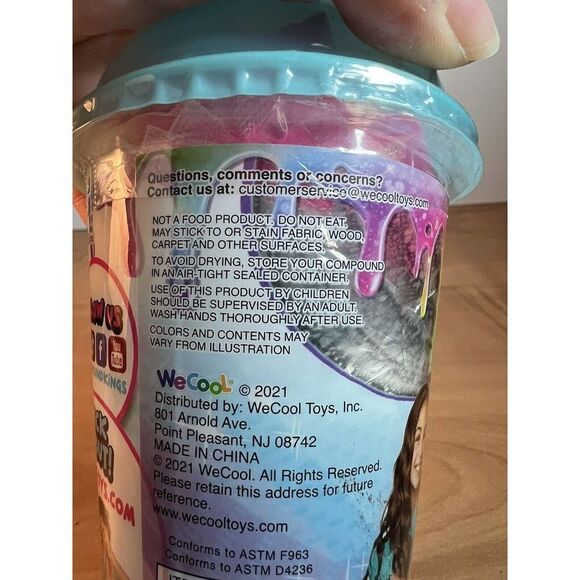 Questions, comments or concerns?
Contact us at: customerservice@wecooltoys.com
NOT A FOOD PRODUCT. DO NOT EAT.
MAY STICK TO OR STAIN FABRIC, WOOD,
CARPET AND OTHER SURFACES.
TO AVOID DRYING, STORE YOUR COMPOUND
IN AN AIR-TIGHT SEALED CONTAINER.
USE OF THIS PRODUCT BY CHILDREN
SHOULD BE SUPERVISED BY AN ADULT.
WASH HANDS THOROUGHLY AFTER USE.
COLORS AND CONTENTS MAY
VARY FROM ILLUSTRATION
WeCool © 2021
Distributed by: WeCool Toys, Inc.
801 Arnold Ave.
Point Pleasant, NJ 08742
MADE IN CHINA
© 2021 WeCool. All Rights Reserved.
Please retain this address for future
reference.
www.wecooltoys.com
Conforms to ASTM F963
Conforms to ASTM D4236
US
You
Tube